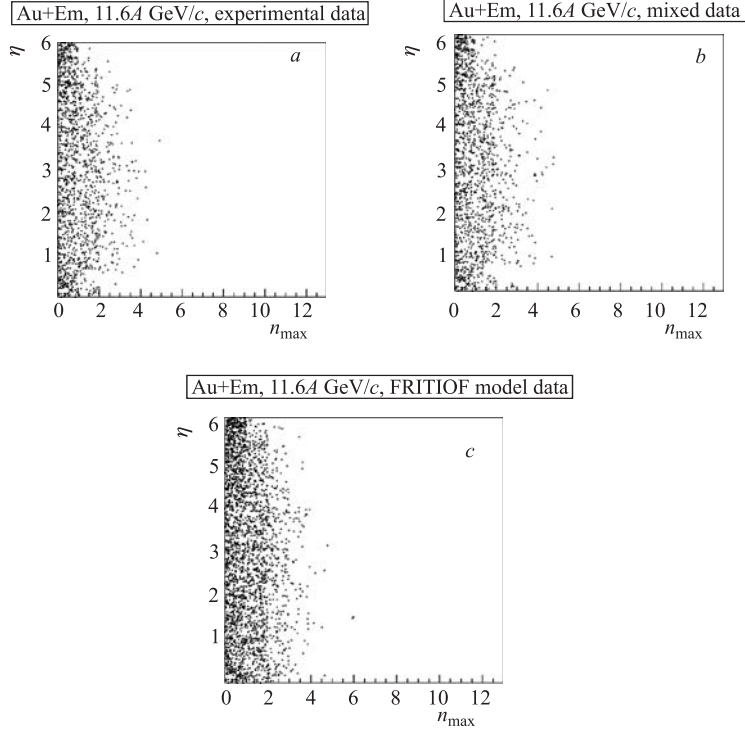 Au+Em, 11.6A GeV/c, experimental data
η
6
5
4
3
2
1
a
0 2 4 6 8 10 12
n_max
Au+Em, 11.6A GeV/c, mixed data
η
6
5
4
3
2
1
b
0 2 4 6 8 10 12
n_max
Au+Em, 11.6A GeV/c, FRITIOF model data
η
6
5
4
3
2
1
c
0 2 4 6 8 10 12
n_max